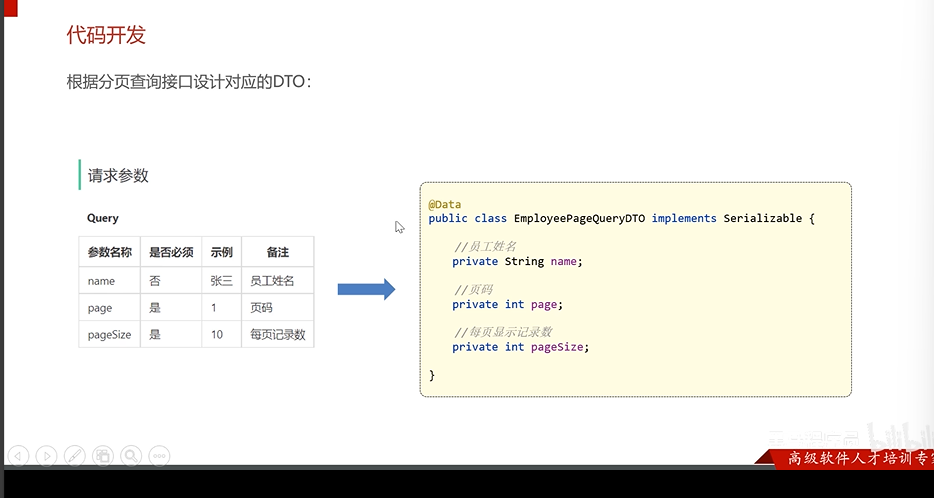 代码开发
根据分页查询接口设计对应的DTO：
请求参数
Query
参数名称 是否必须 示例 备注
name 否 张三 员工姓名
page 是 1 页码
pageSize 是 10 每页记录数
@Data
public class EmployeePageQueryDTO implements Serializable {
//员工姓名
private String name;
//页码
private int page;
//每页显示记录数
private int pageSize;
}
bilibili
高级软件人才培训专家